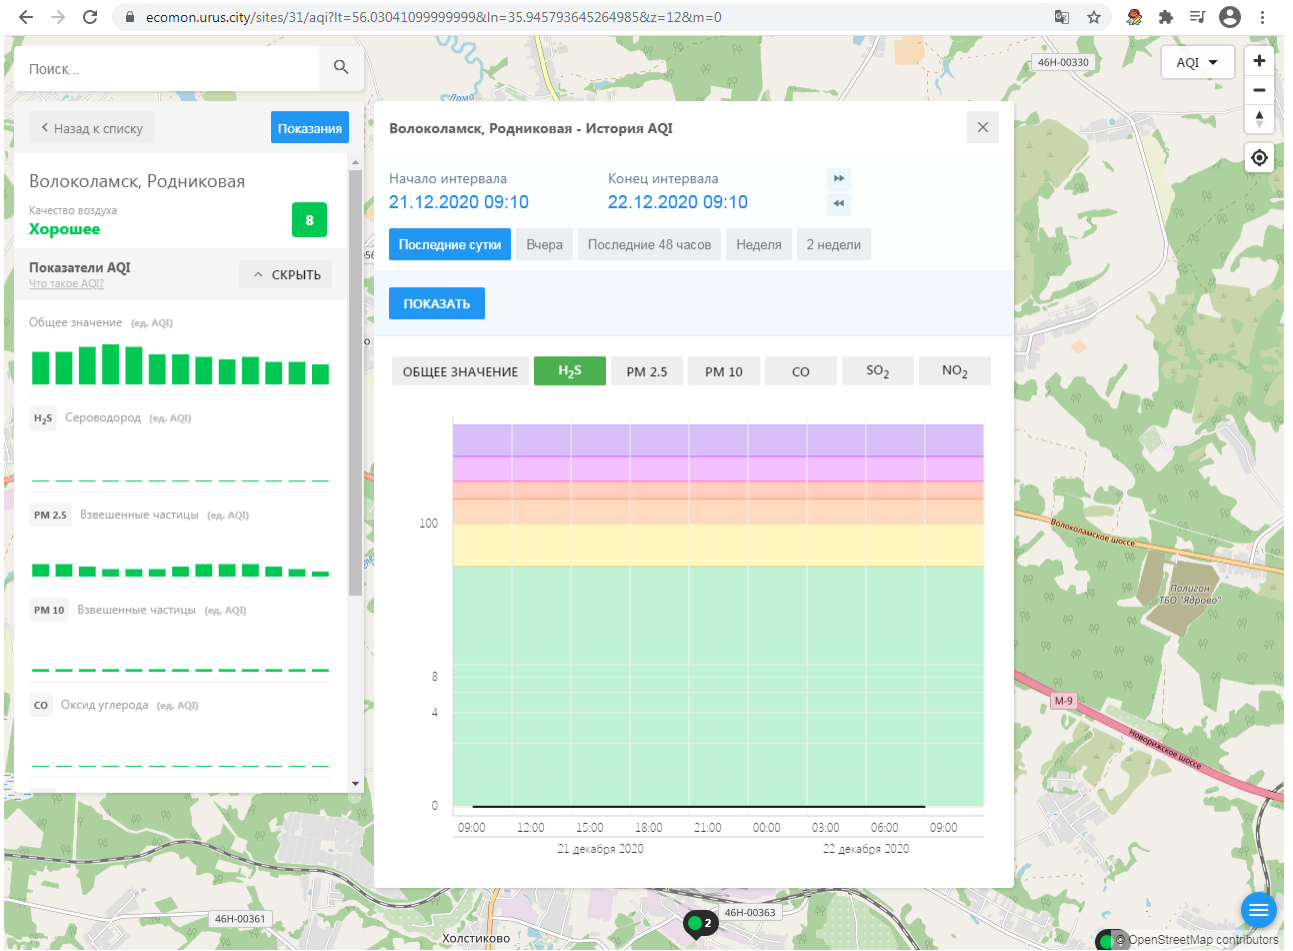 ecomon.urus.city/sites/31/aqi?lt=56.03041099999999&ln=35.945793645264985&z=12&m=0
Поиск...
Назад к списку
Показания
Волоколамск, Родниковая
Качество воздуха
Хорошее
8
Показатели AQI
Что такое AQI?
СКРЫТЬ
Общее значение (ед. AQI)
H₂S Сероводород (ед. AQI)
PM 2.5 Взвешенные частицы (ед. AQI)
PM 10 Взвешенные частицы (ед. AQI)
CO Оксид углерода (ед. AQI)
Волоколамск, Родниковая - История AQI
Начало интервала
21.12.2020 09:10
Конец интервала
22.12.2020 09:10
Последние сутки
Вчера
Последние 48 часов
Неделя
2 недели
ПОКАЗАТЬ
ОБЩЕЕ ЗНАЧЕНИЕ
H₂S
PM 2.5
PM 10
CO
SO₂
NO₂
100
8
4
0
09:00 12:00 15:00 18:00 21:00 00:00 03:00 06:00 09:00
21 декабря 2020
22 декабря 2020
46Н-00330
AQI
Волоколамское шоссе
Полигон
ТБО "Ядрово"
М-9
Новорижское шоссе
46Н-00361
46Н-00363
2
Холстиково
© OpenStreetMap contributors